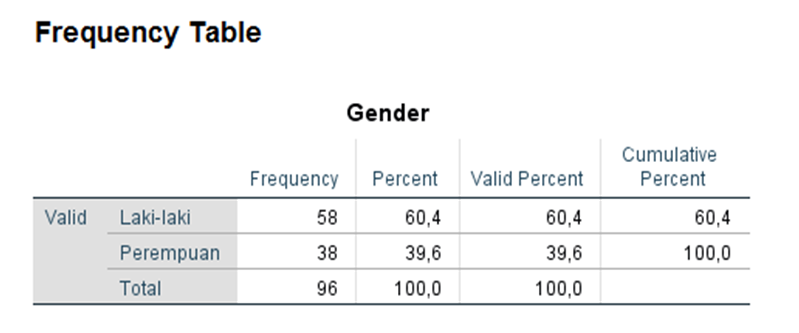 Frequency Table
Gender
Frequency Percent Valid Percent Cumulative Percent
Valid Laki-laki 58 60,4 60,4 60,4
Perempuan 38 39,6 39,6 100,0
Total 96 100,0 100,0